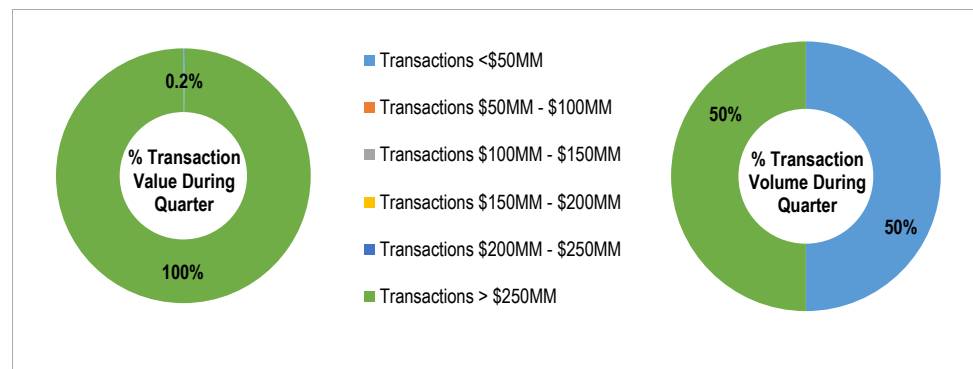 0.2%
% Transaction
Value During
Quarter
100%
Transactions <$50MM
Transactions $50MM - $100MM
Transactions $100MM - $150MM
Transactions $150MM - $200MM
Transactions $200MM - $250MM
Transactions > $250MM
50%
% Transaction
Volume During
Quarter
50%